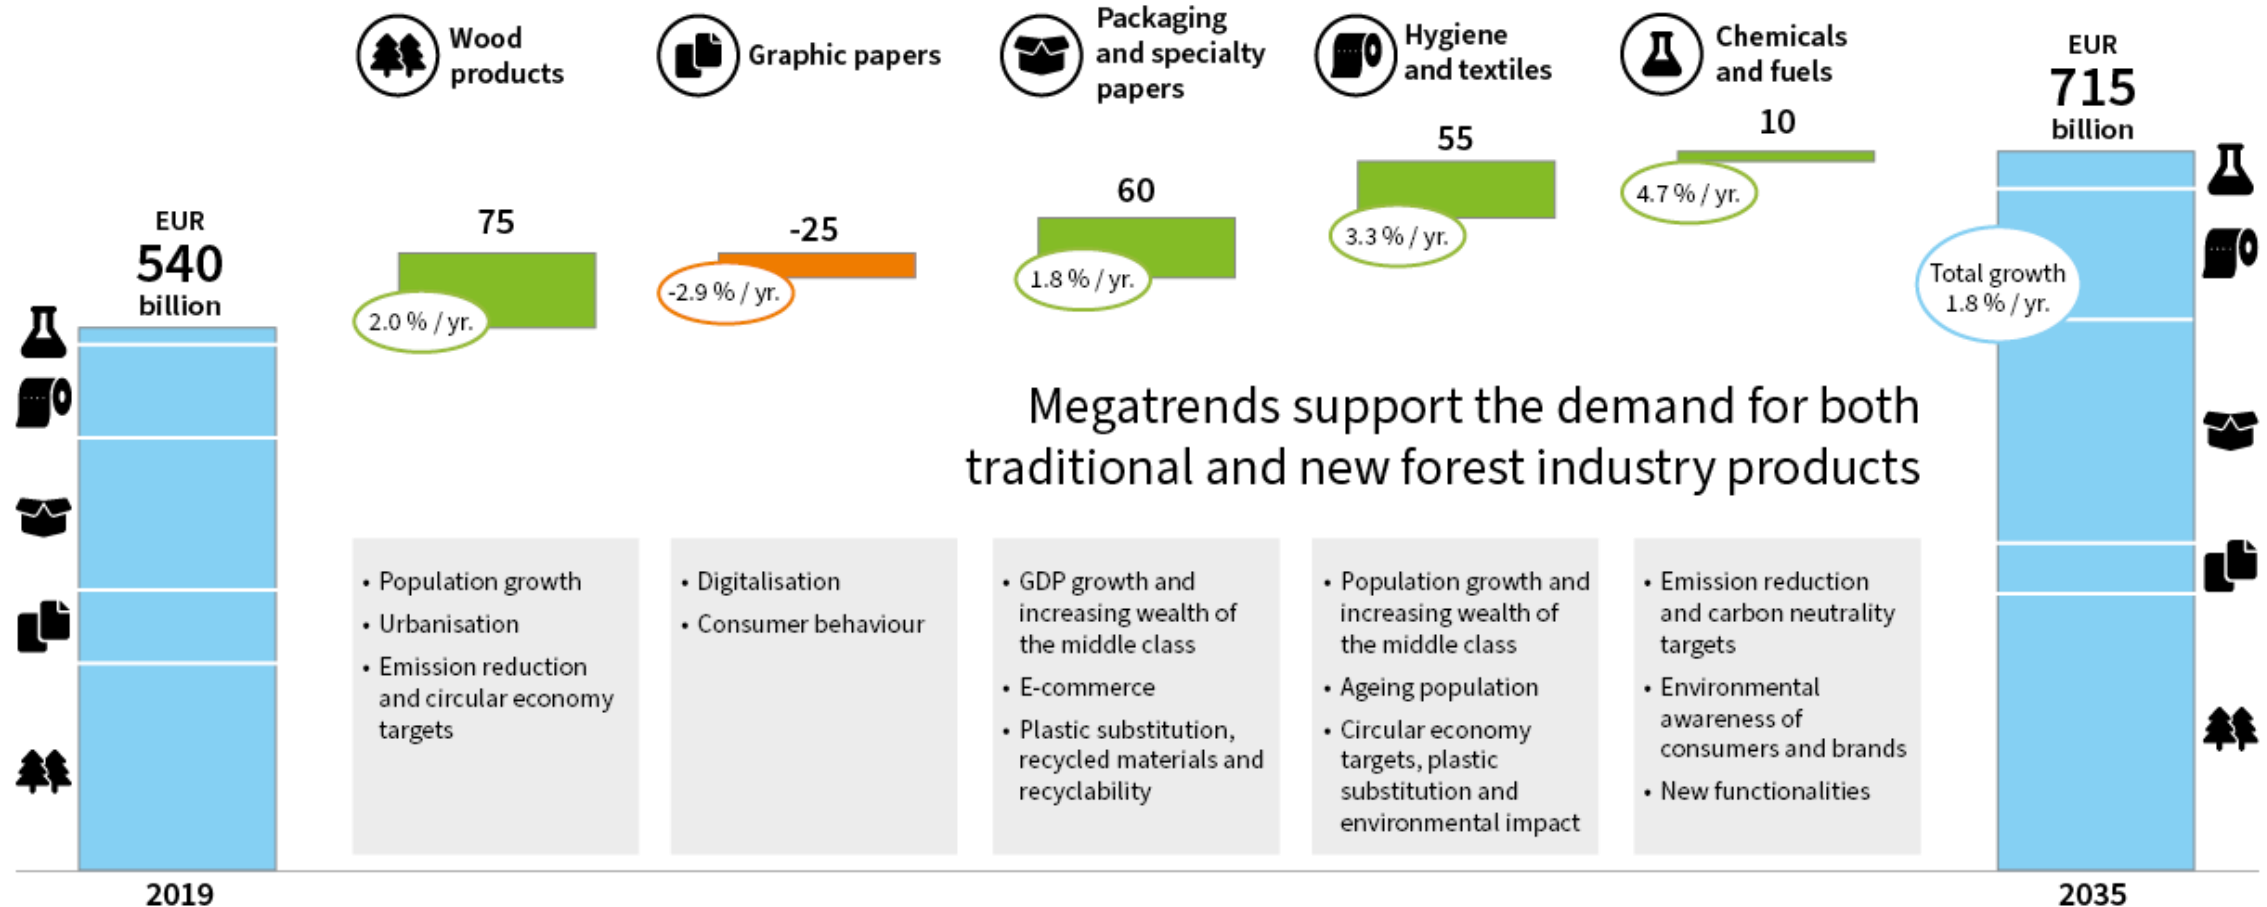 Wood
products
Graphic papers
Packaging
and specialty
papers
Hygiene
and textiles
Chemicals
and fuels
EUR
540
billion
75
2.0 % / yr.
-25
-2.9 % / yr.
60
1.8 % / yr.
55
3.3 % / yr.
10
4.7 % / yr.
EUR
715
billion
Total growth
1.8 % / yr.
Megatrends support the demand for both
traditional and new forest industry products
• Population growth
• Urbanisation
• Emission reduction
and circular economy
targets
• Digitalisation
• Consumer behaviour
• GDP growth and
increasing wealth of
the middle class
• E-commerce
• Plastic substitution,
recycled materials and
recyclability
• Population growth and
increasing wealth of
the middle class
• Ageing population
• Circular economy
targets, plastic
substitution and
environmental impact
• Emission reduction
and carbon neutrality
targets
• Environmental
awareness of
consumers and brands
• New functionalities
2019
2035